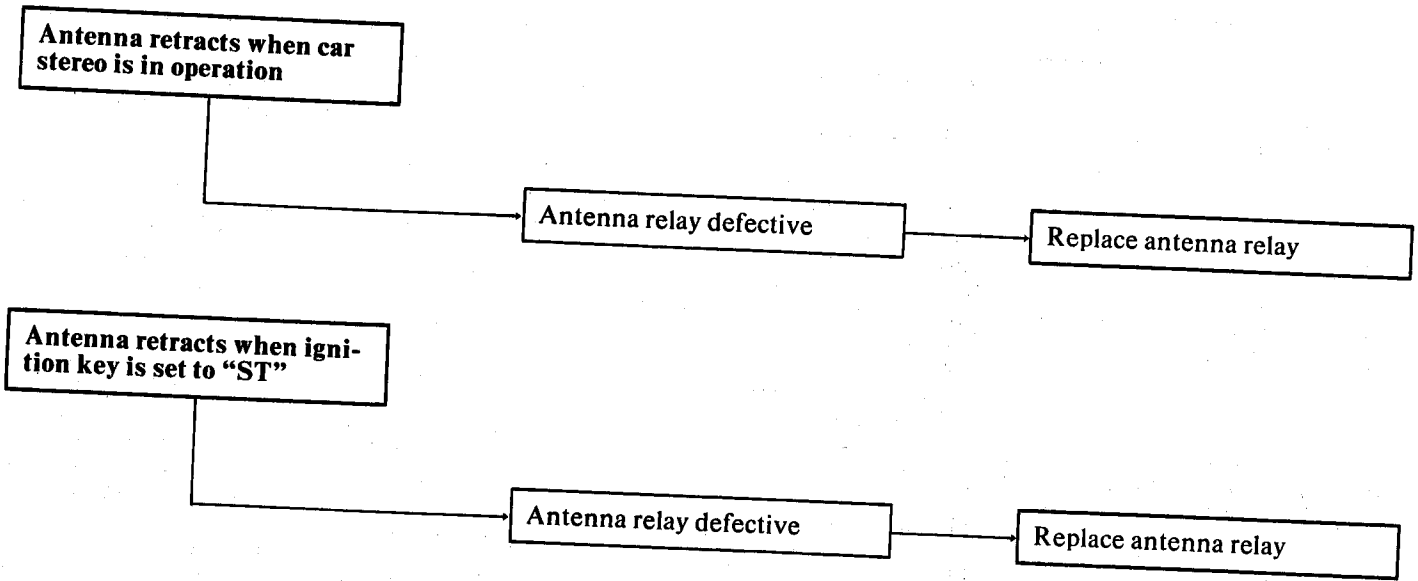 Antenna retracts when car
stereo is in operation
Antenna relay defective
Replace antenna relay
Antenna retracts when igni-
tion key is set to “ST”
Antenna relay defective
Replace antenna relay